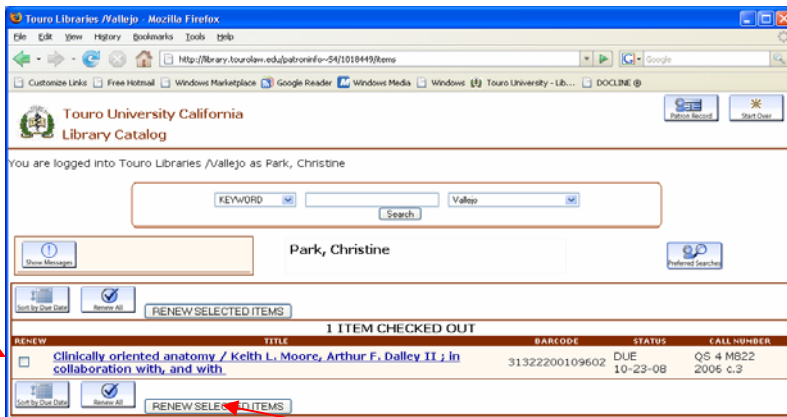 Touro Libraries /Vallejo - Mozilla Firefox
File Edit View History Bookmarks Tools Help
http://library.tourolaw.edu/patroninfo~S4/1018449/items
Google
Customize Links Free Hotmail Windows Marketplace Google Reader Windows Media Windows Touro University - Lib... DOCLINE ®
Touro University California
Library Catalog
Patron Record Start Over
You are logged into Touro Libraries /Vallejo as Park, Christine
KEYWORD Vallejo
Search
Show Messages
Park, Christine
Preferred Searches
Sort by Due Date Renew All RENEW SELECTED ITEMS
1 ITEM CHECKED OUT
RENEW TITLE BARCODE STATUS CALL NUMBER
Clinically oriented anatomy / Keith L. Moore, Arthur F. Dalley II ; in
collaboration with, and with
31322200109602
DUE
10-23-08
QS 4 M822
2006 c.3
Sort by Due Date Renew All RENEW SELECTED ITEMS